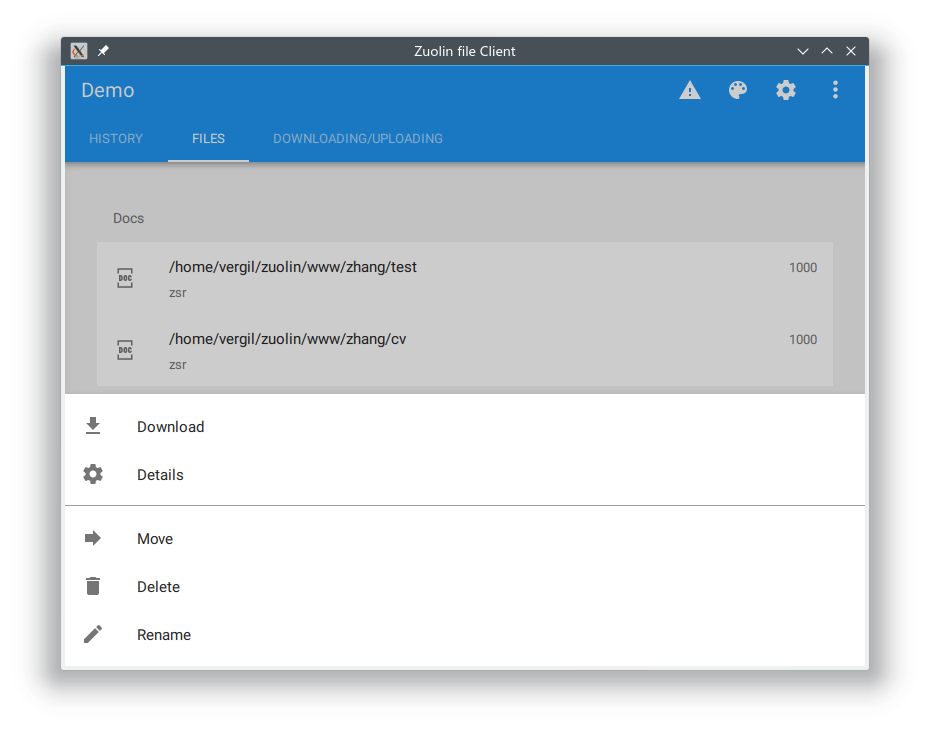 Zuolin file Client
Demo
HISTORY FILES DOWNLOADING/UPLOADING
Docs
DOC
/home/vergil/zuolin/www/zhang/test 1000
zsr
DOC
/home/vergil/zuolin/www/zhang/cv 1000
zsr
Download
Details
Move
Delete
Rename